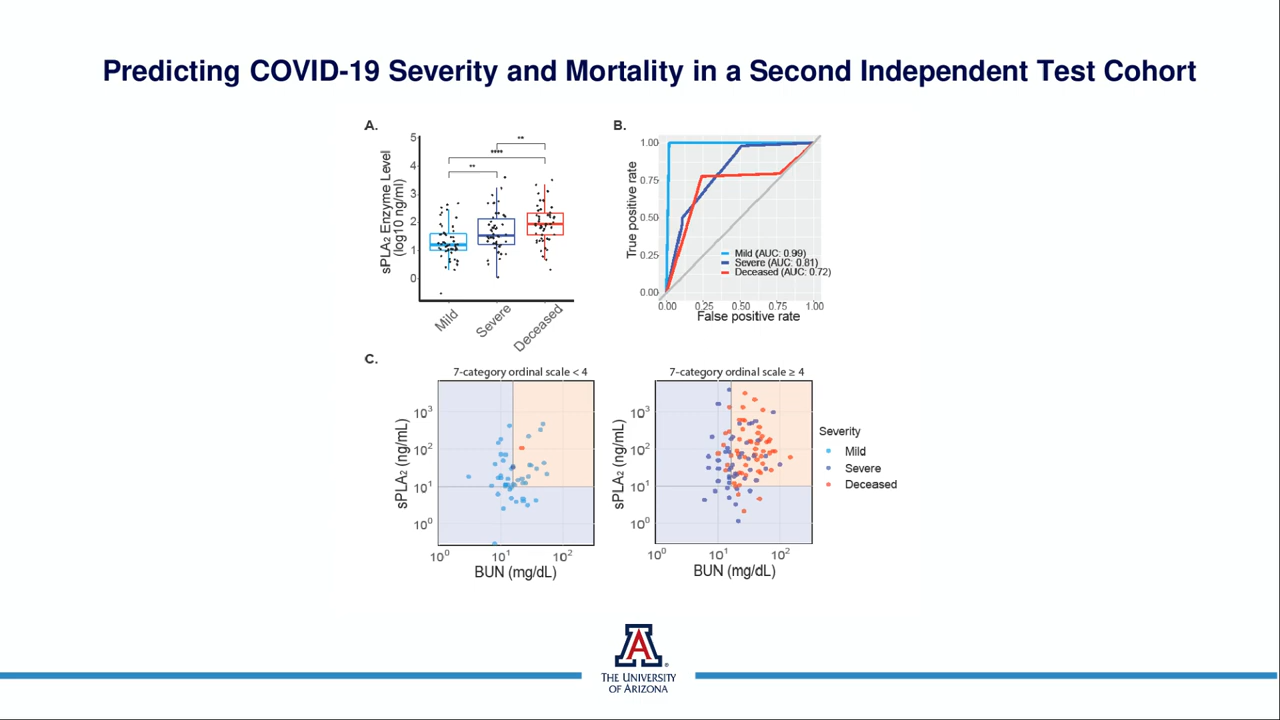 Predicting COVID-19 Severity and Mortality in a Second Independent Test Cohort
A.
sPLA₂ Enzyme Level
(log10 ng/ml)
5
4
3
2
1
0
**
****
**
Mild
Severe
Deceased
B.
True positive rate
1.00
0.75
0.50
0.25
0.00
Mild (AUC: 0.99)
Severe (AUC: 0.81)
Deceased (AUC: 0.72)
0.00 0.25 0.50 0.75 1.00
False positive rate
C.
7-category ordinal scale < 4
sPLA₂ (ng/mL)
10³
10²
10¹
10⁰
10⁰ 10¹ 10²
BUN (mg/dL)
7-category ordinal scale ≥ 4
sPLA₂ (ng/mL)
10³
10²
10¹
10⁰
10⁰ 10¹ 10²
BUN (mg/dL)
Severity
Mild
Severe
Deceased
A
THE UNIVERSITY
OF ARIZONA